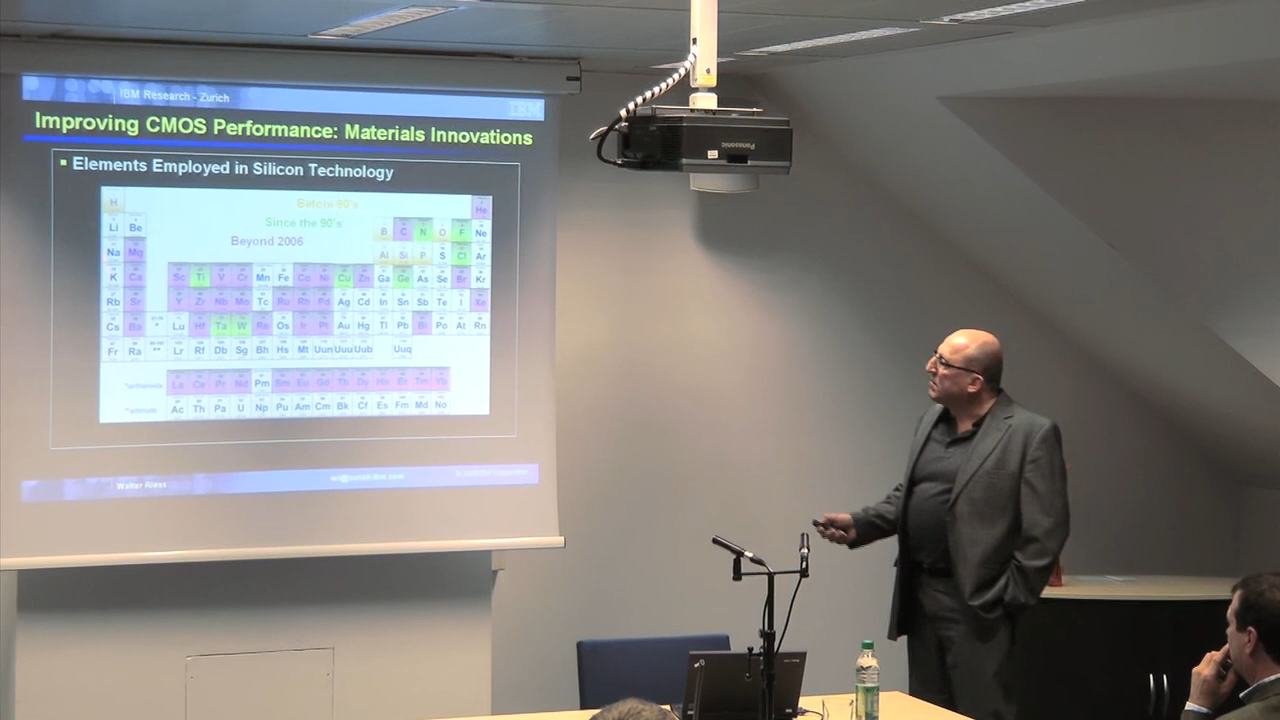 IBM Research - Zurich
IBM
Improving CMOS Performance: Materials Innovations
Elements Employed in Silicon Technology
H Before 90's He
Since the 90's
Li Be B C N O F Ne
Beyond 2006
Na Mg Al Si P S Cl Ar
K Ca Sc Ti V Cr Mn Fe Co Ni Cu Zn Ga Ge As Se Br Kr
Rb Sr Y Zr Nb Mo Tc Ru Rh Pd Ag Cd In Sn Sb Te I Xe
Cs Ba Lu Hf Ta W Re Os Ir Pt Au Hg Tl Pb Bi Po At Rn
Fr Ra Lr Rf Db Sg Bh Hs Mt Uun Uuu Uub Uuq
La Ce Pr Nd Pm Sm Eu Gd Tb Dy Ho Er Tm Yb
Ac Th Pa U Np Pu Am Cm Bk Cf Es Fm Md No
Walter Riess
Panasonic